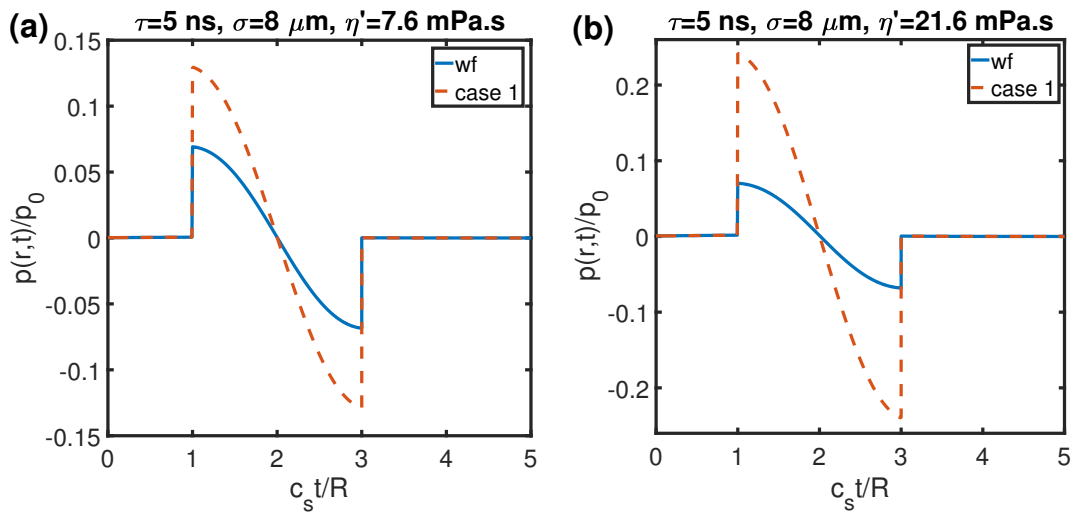 (a)
τ=5 ns, σ=8 μm, η'=7.6 mPa.s
0.15
0.1
0.05
0
-0.05
-0.1
-0.15
p(r,t)/p0
wf
case 1
0 1 2 3 4 5
cst/R
(b)
τ=5 ns, σ=8 μm, η'=21.6 mPa.s
0.2
0.1
0
-0.1
-0.2
p(r,t)/p0
wf
case 1
0 1 2 3 4 5
cst/R